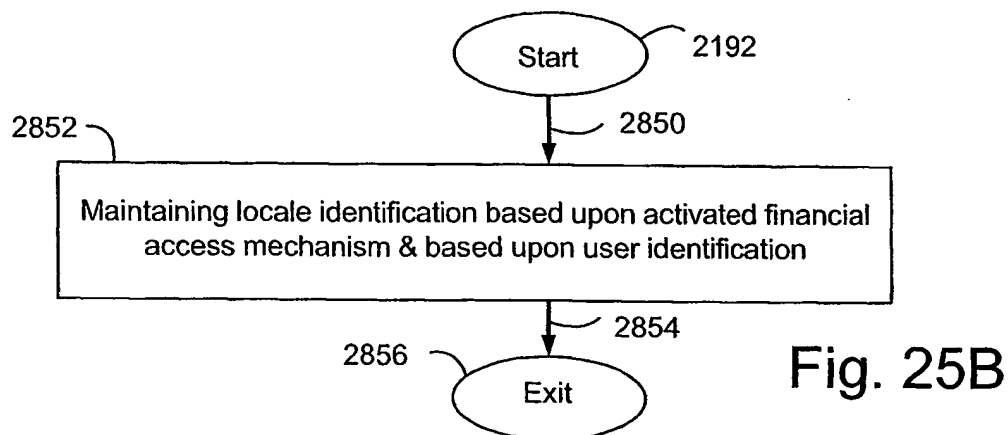 Start
2192
2850
2852
Maintaining locale identification based upon activated financial
access mechanism & based upon user identification
2854
2856
Exit
Fig. 25B